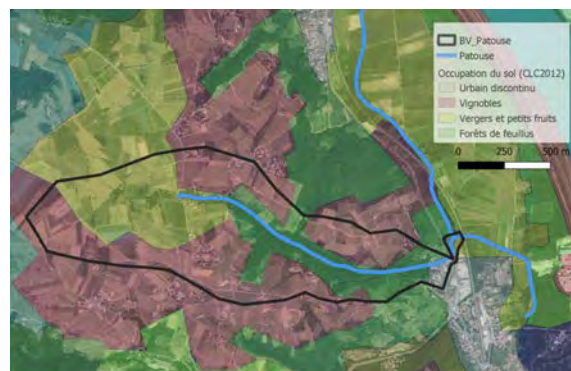 BV_Patouse
Patouse
Occupation du sol (CLC2012)
Urbain discontinu
Vignobles
Vergers et petits fruits
Forêts de feuillus
0 250 500 m